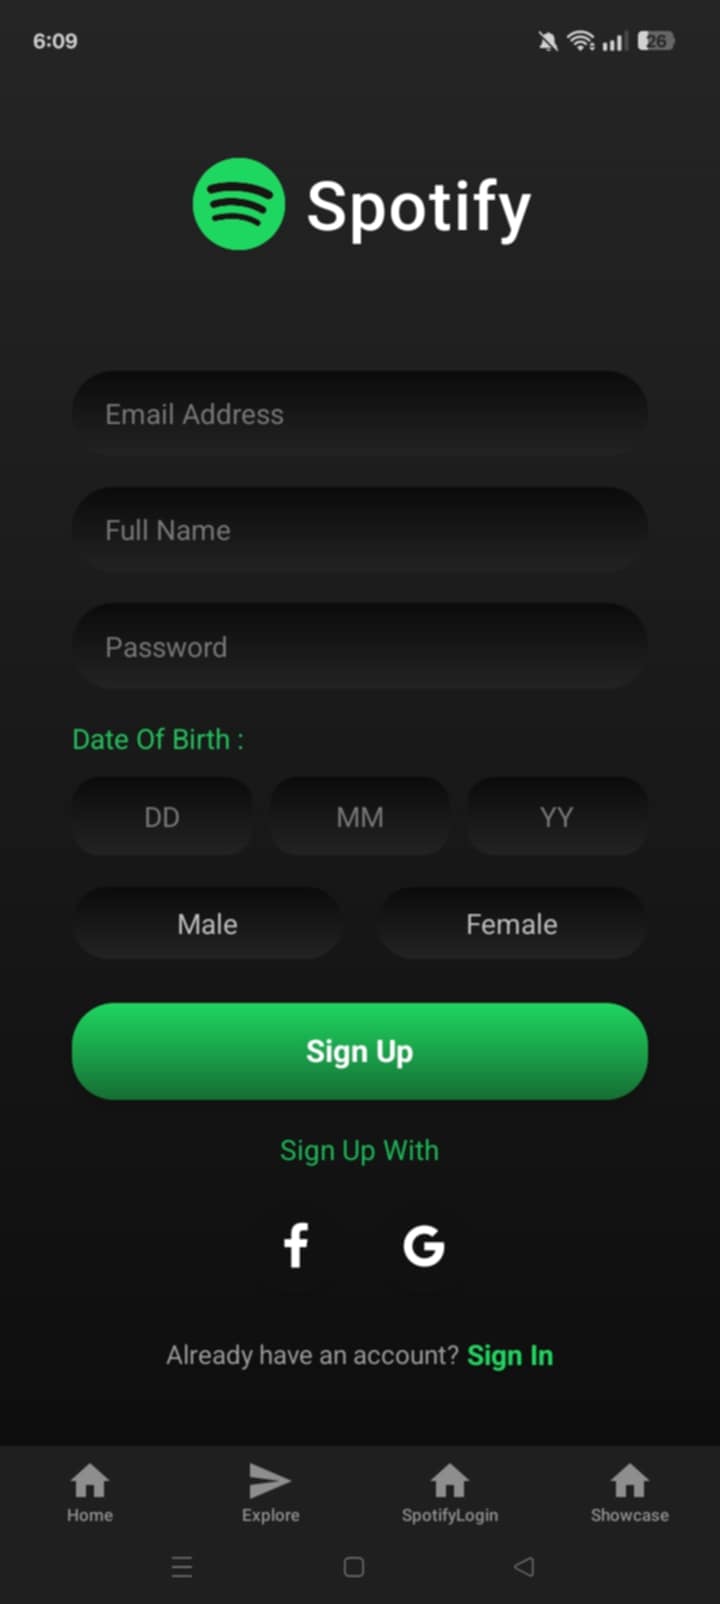 6:09
26
Spotify
Email Address
Full Name
Password
Date Of Birth :
DD MM YY
Male Female
Sign Up
Sign Up With
f G
Already have an account? Sign In
Home Explore SpotifyLogin Showcase